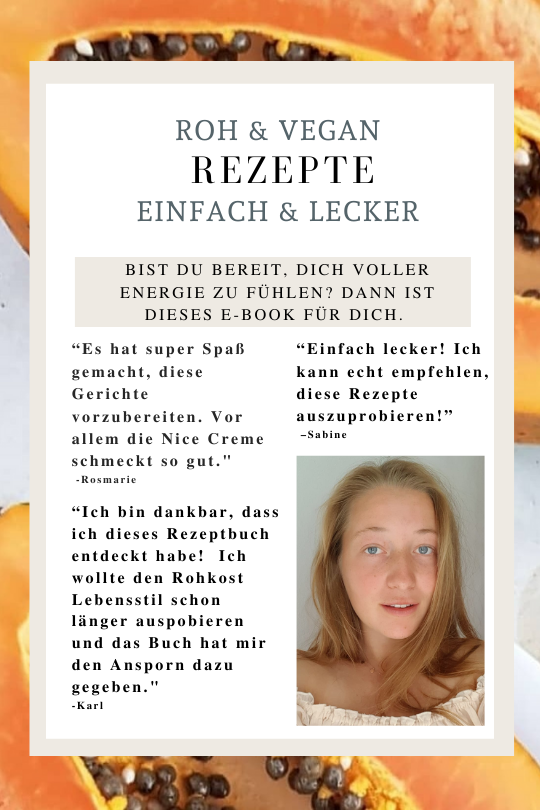 ROH & VEGAN
REZEPTE
EINFACH & LECKER
BIST DU BEREIT, DICH VOLLER
ENERGIE ZU FÜHLEN? DANN IST
DIESES E-BOOK FÜR DICH.
“Es hat super Spaß
gemacht, diese
Gerichte
vorzubereiten. Vor
allem die Nice Creme
schmeckt so gut."
-Rosmarie
“Ich bin dankbar, dass
ich dieses Rezeptbuch
entdeckt habe!  Ich
wollte den Rohkost
Lebensstil schon
länger auspobieren
und das Buch hat mir
den Ansporn dazu
gegeben."
-Karl
“Einfach lecker! Ich
kann echt empfehlen,
diese Rezepte
auszuprobieren!”
–Sabine